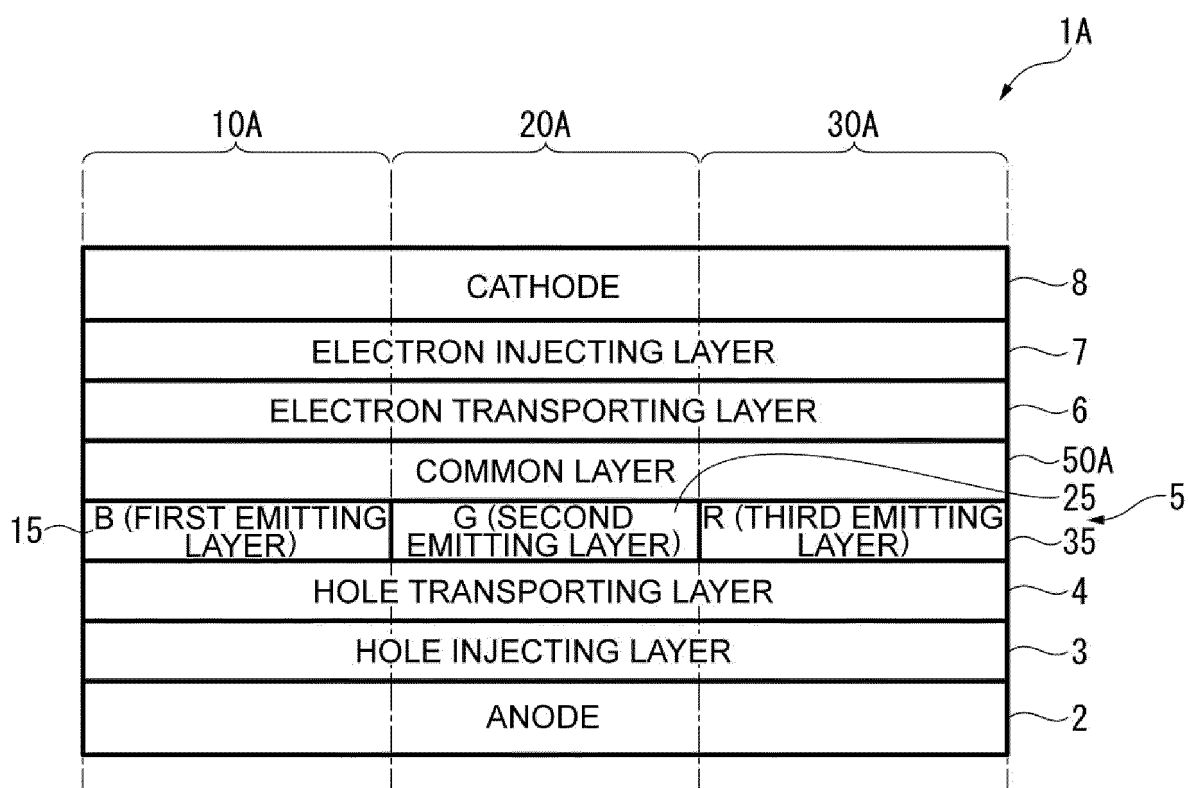 1A
10A 20A 30A
CATHODE 8
ELECTRON INJECTING LAYER 7
ELECTRON TRANSPORTING LAYER 6
COMMON LAYER 50A
25
5
15
B (FIRST EMITTING
LAYER)
G (SECOND
EMITTING LAYER)
R (THIRD EMITTING
LAYER)
35
HOLE TRANSPORTING LAYER 4
HOLE INJECTING LAYER 3
ANODE 2